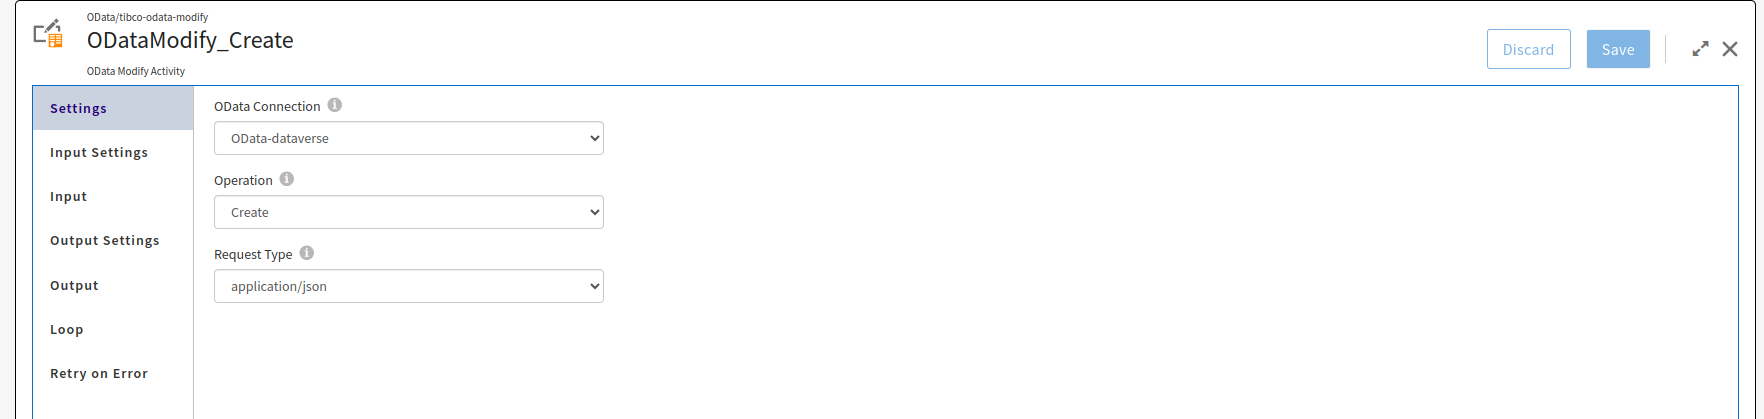 OData/tibco-odata-modify
ODataModify_Create
OData Modify Activity
Discard
Save
Settings
Input Settings
Input
Output Settings
Output
Loop
Retry on Error
OData Connection
OData-dataverse
Operation
Create
Request Type
application/json